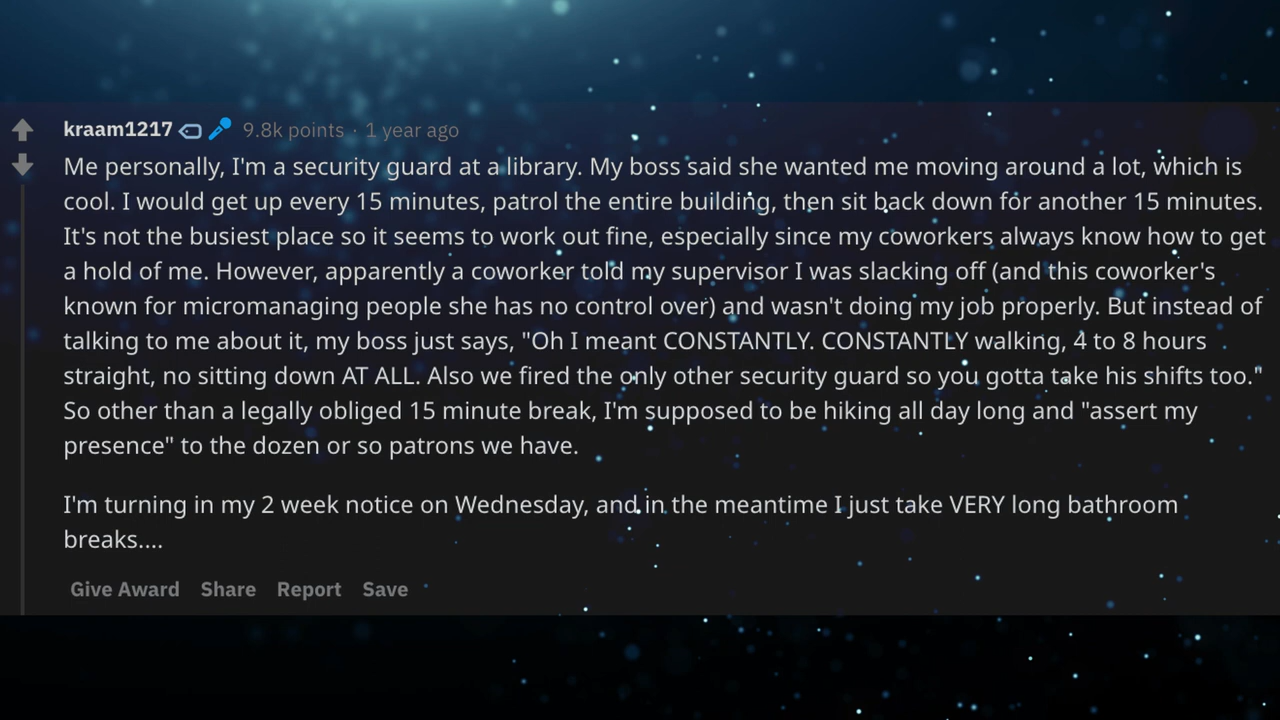 kraam1217 9.8k points · 1 year ago
Me personally, I'm a security guard at a library. My boss said she wanted me moving around a lot, which is
cool. I would get up every 15 minutes, patrol the entire building, then sit back down for another 15 minutes.
It's not the busiest place so it seems to work out fine, especially since my coworkers always know how to get
a hold of me. However, apparently a coworker told my supervisor I was slacking off (and this coworker's
known for micromanaging people she has no control over) and wasn't doing my job properly. But instead of
talking to me about it, my boss just says, "Oh I meant CONSTANTLY. CONSTANTLY walking, 4 to 8 hours
straight, no sitting down AT ALL. Also we fired the only other security guard so you gotta take his shifts too."
So other than a legally obliged 15 minute break, I'm supposed to be hiking all day long and "assert my
presence" to the dozen or so patrons we have.
I'm turning in my 2 week notice on Wednesday, and in the meantime I just take VERY long bathroom
breaks....
Give Award Share Report Save